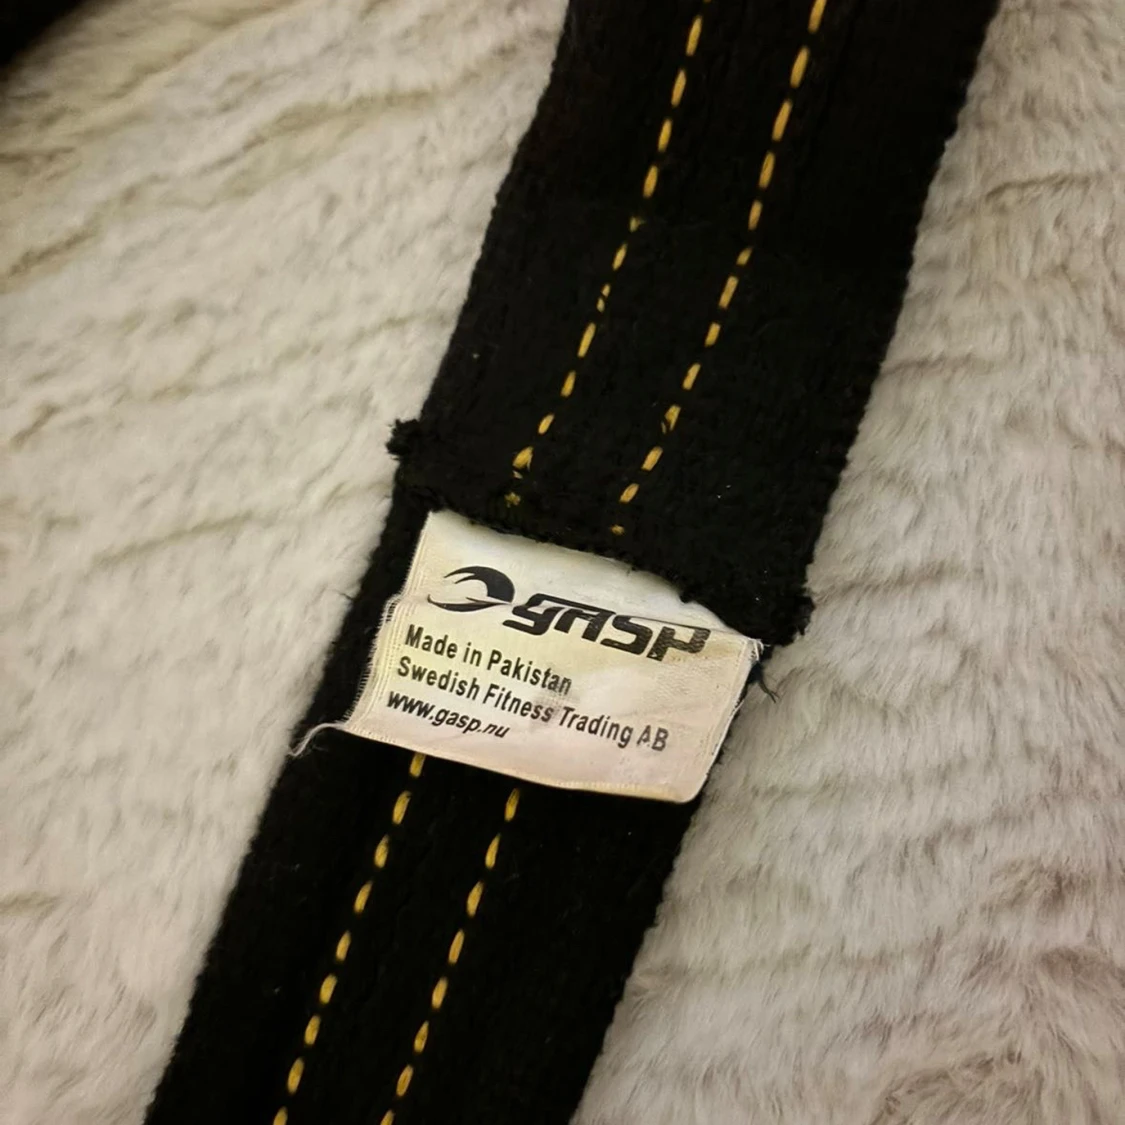 GASP
Made in Pakistan
Swedish Fitness Trading AB
www.gasp.nu